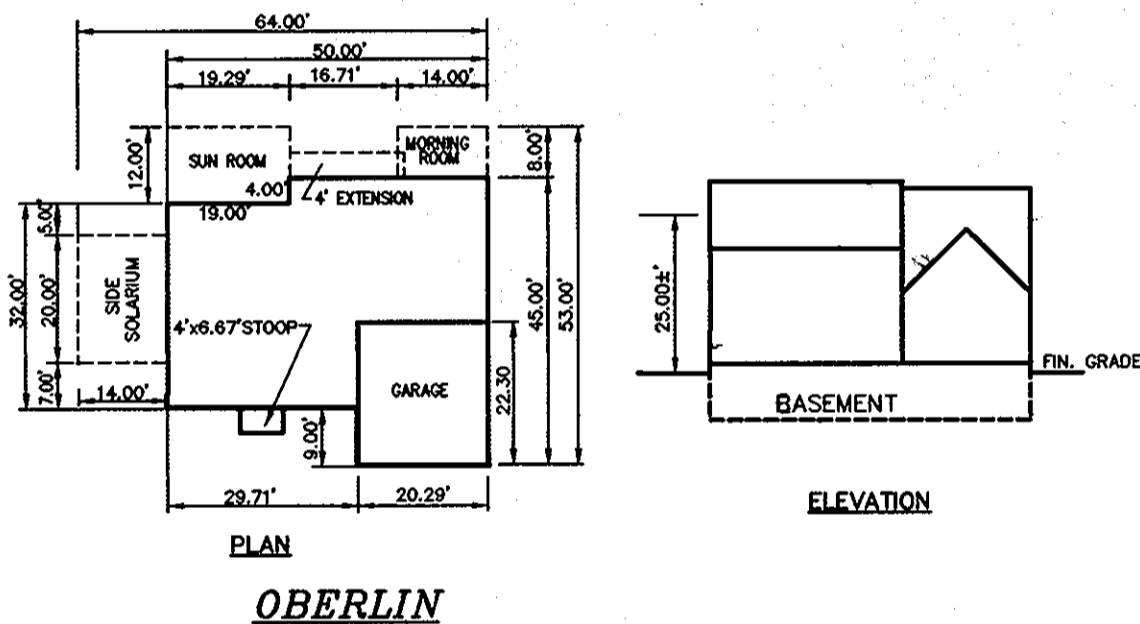 64.00'
50.00'
19.29' 16.71' 14.00'
12.00'
SUN ROOM
MORNING
ROOM
8.00'
4.00'
4' EXTENSION
19.00'
5.00'
32.00'
20.00'
SIDE
SOLARIUM
4'x6.67'STOOP
45.00'
53.00'
25.00±'
7.00'
14.00'
GARAGE
22.30
9.00'
FIN. GRADE
BASEMENT
29.71' 20.29'
ELEVATION
PLAN
OBERLIN